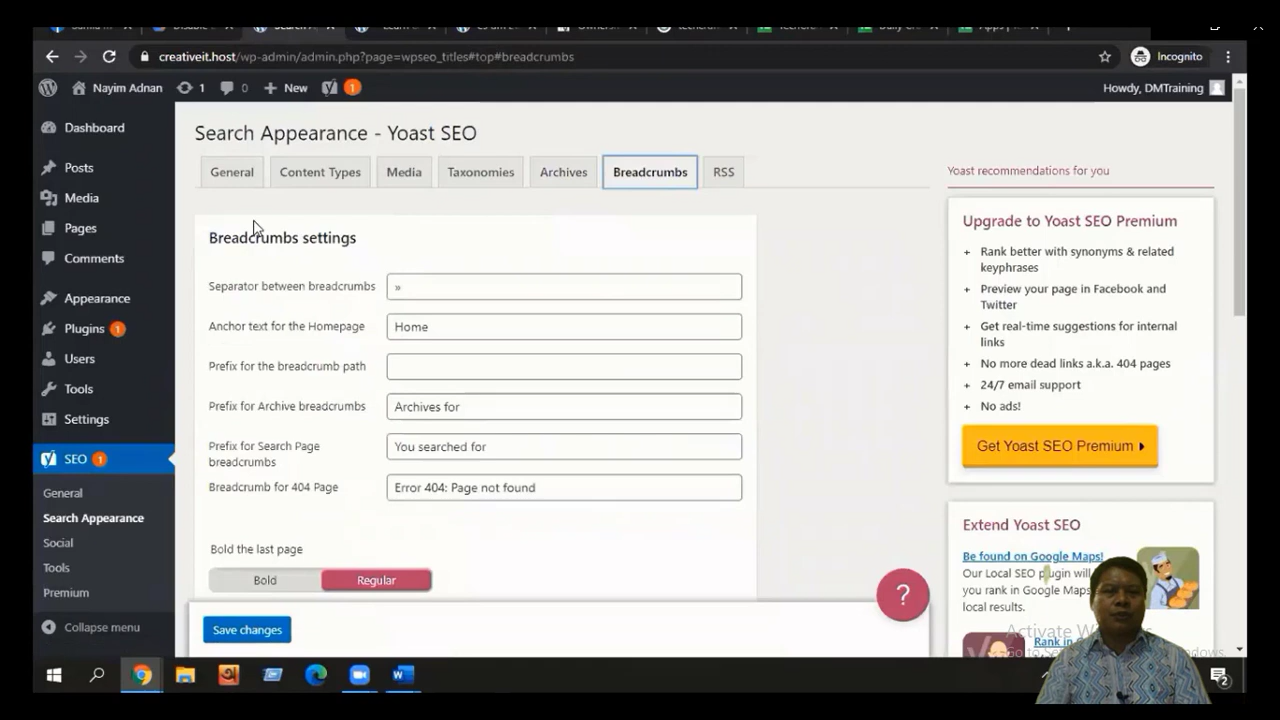 creativeit.host/wp-admin/admin.php?page=wpseo_titles#top#breadcrumbs
Incognito
Nayim Adnan
1
0
New
1
Howdy, DMTraining
Dashboard
Posts
Media
Pages
Comments
Appearance
Plugins 1
Users
Tools
Settings
SEO 1
General
Search Appearance
Social
Tools
Premium
Collapse menu
Search Appearance - Yoast SEO
General
Content Types
Media
Taxonomies
Archives
Breadcrumbs
RSS
Breadcrumbs settings
Separator between breadcrumbs
»
Anchor text for the Homepage
Home
Prefix for the breadcrumb path
Prefix for Archive breadcrumbs
Archives for
Prefix for Search Page
breadcrumbs
You searched for
Breadcrumb for 404 Page
Error 404: Page not found
Bold the last page
Bold
Regular
Save changes
?
Yoast recommendations for you
Upgrade to Yoast SEO Premium
+ Rank better with synonyms & related
keyphrases
+ Preview your page in Facebook and
Twitter
+ Get real-time suggestions for internal
links
+ No more dead links a.k.a. 404 pages
+ 24/7 email support
+ No ads!
Get Yoast SEO Premium
Extend Yoast SEO
Be found on Google Maps!
Our Local SEO plugin will
you rank in Google Maps
local results.
Rank in
Activate
Go to
2